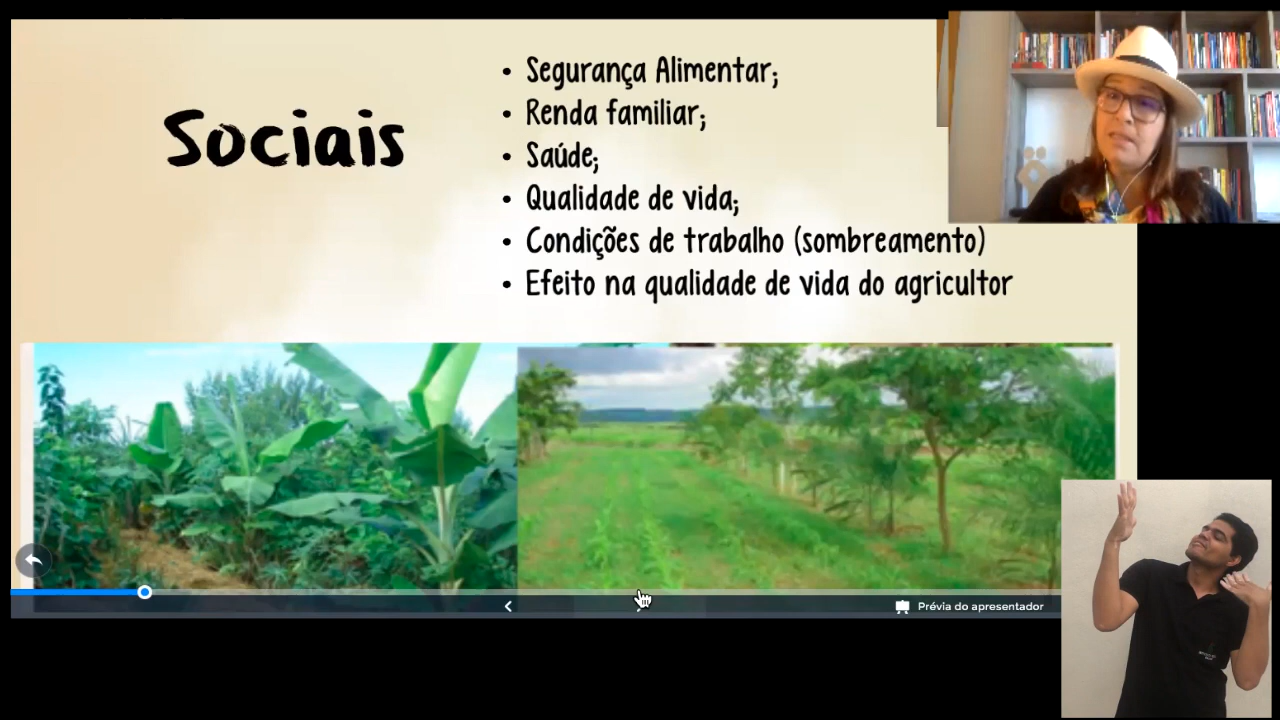 Sociais
• Segurança Alimentar;
• Renda familiar;
• Saúde;
• Qualidade de vida;
• Condições de trabalho (sombreamento)
• Efeito na qualidade de vida do agricultor
Prévia do apresentador